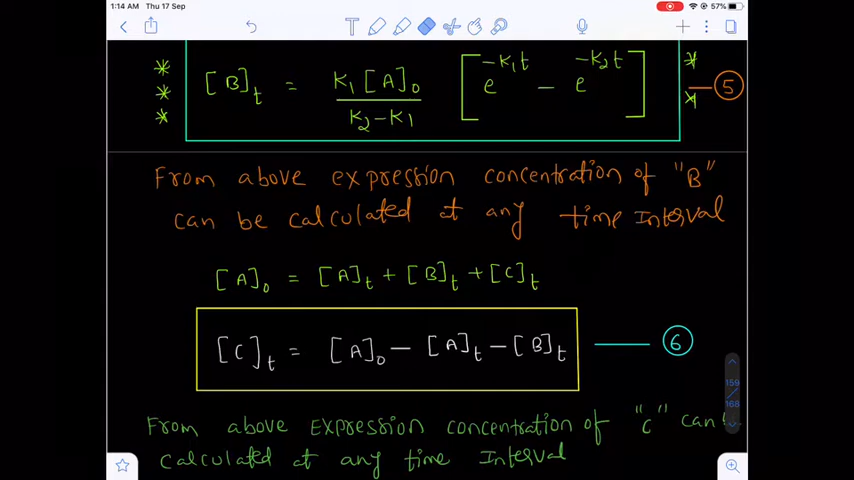 1:14 AM Thu 17 Sep
57%
* * * [B]t = K1[A]0 / K2-K1 [e^-K1t - e^-K2t] * * — 5
From above expression concentration of "B"
can be calculated at any time Interval
[A]0 = [A]t + [B]t + [C]t
[C]t = [A]0 - [A]t - [B]t — 6
159
/
168
From above expression concentration of "C" can
calculated at any time Interval